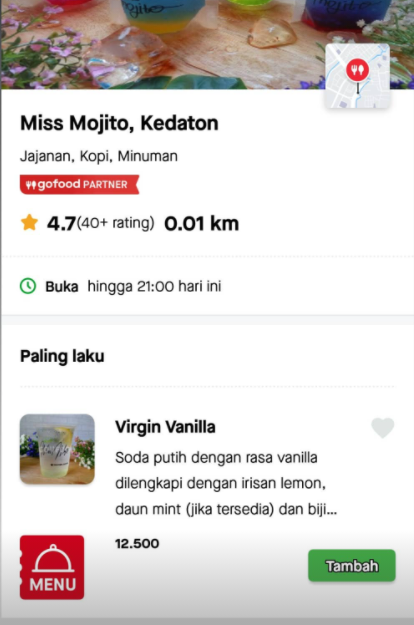 Mojito
Miss Mojito, Kedaton
Jajanan, Kopi, Minuman
gofood PARTNER
4.7(40+ rating) 0.01 km
Buka hingga 21:00 hari ini
Paling laku
Virgin Vanilla
Soda putih dengan rasa vanilla
dilengkapi dengan irisan lemon,
daun mint (jika tersedia) dan biji...
12.500
MENU
Tambah